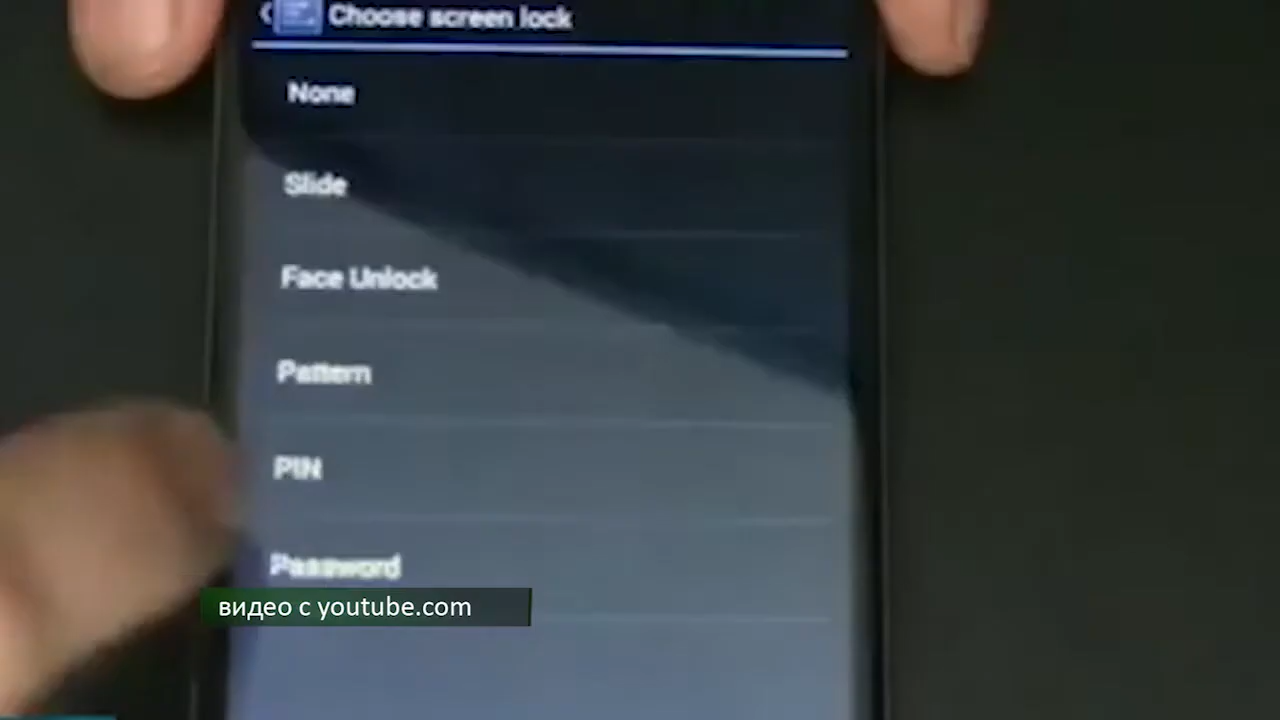 Choose screen lock
None
Slide
Face Unlock
Pattern
PIN
Password
видео с youtube.com